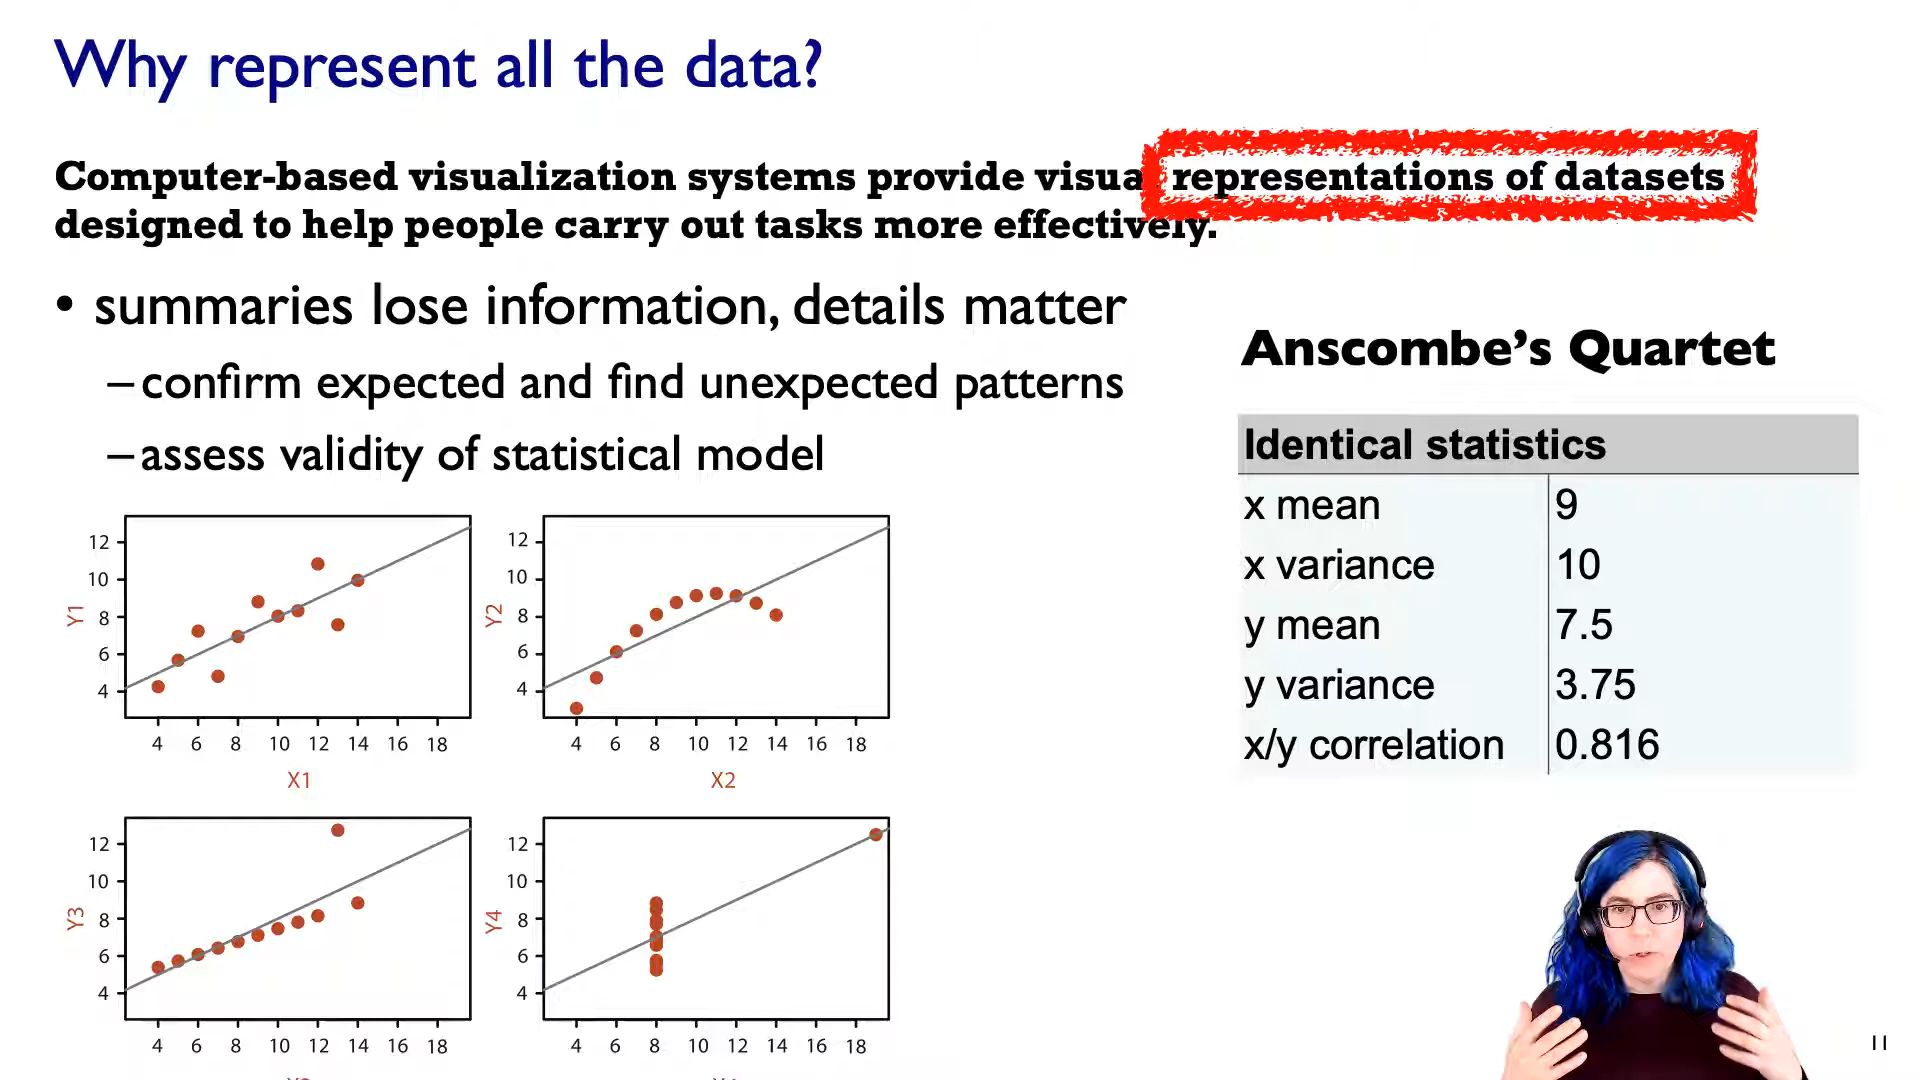 Why represent all the data?
Computer-based visualization systems provide visual representations of datasets
designed to help people carry out tasks more effectively.
• summaries lose information, details matter
–confirm expected and find unexpected patterns
–assess validity of statistical model
Anscombe's Quartet
Identical statistics
x mean 9
x variance 10
y mean 7.5
y variance 3.75
x/y correlation 0.816
Y1
12
10
8
6
4
4 6 8 10 12 14 16 18
X1
Y2
12
10
8
6
4
4 6 8 10 12 14 16 18
X2
Y3
12
10
8
6
4
4 6 8 10 12 14 16 18
Y4
12
10
8
6
4
4 6 8 10 12 14 16 18
11